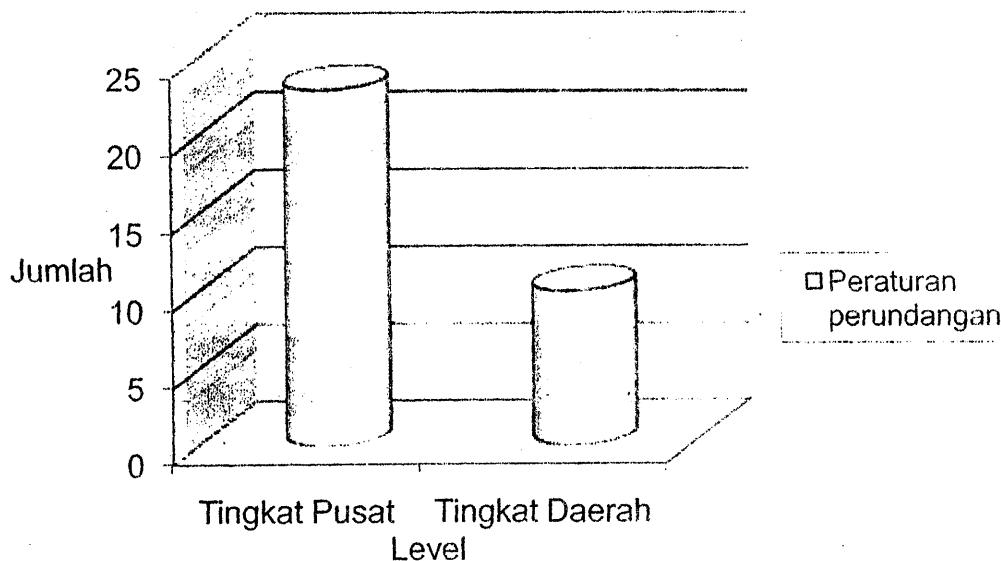 25
20
15
10
5
0
Jumlah
Tingkat Pusat Tingkat Daerah
Level
Peraturan
perundangan